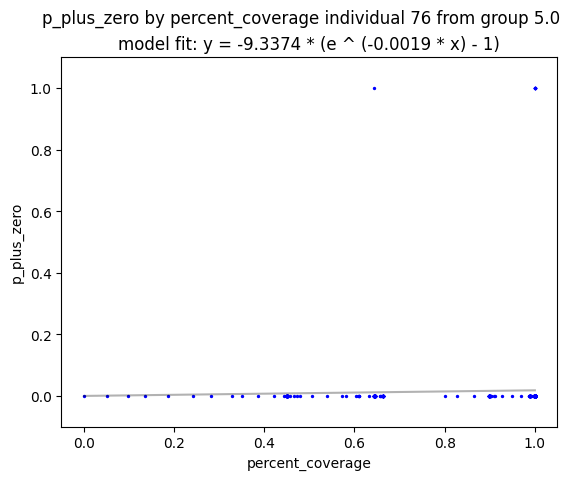 p_plus_zero by percent_coverage individual 76 from group 5.0
model fit: y = -9.3374 * (e ^ (-0.0019 * x) - 1)
1.0
0.8
0.6
0.4
0.2
0.0
p_plus_zero
0.0 0.2 0.4 0.6 0.8 1.0
percent_coverage